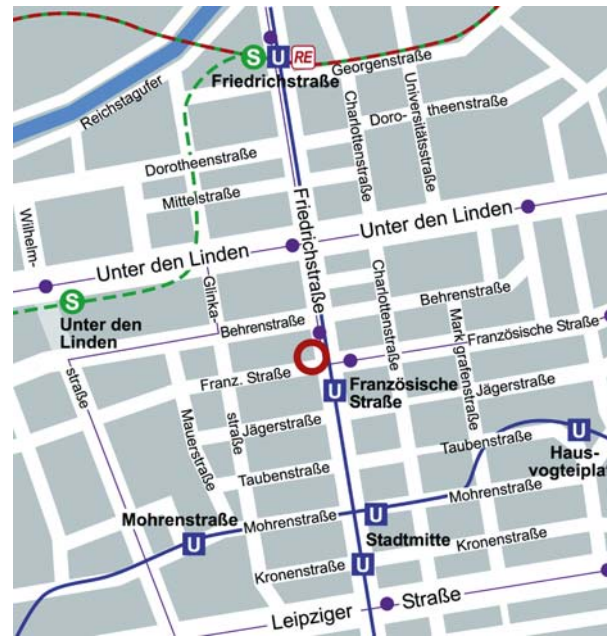 S
U
RE
Friedrichstraße
Georgenstraße
Reichstagufer
Charlottenstraße
Universitätsstraße
Doro-
theenstraße
Dorotheenstraße
Mittelstraße
Friedrichstraße
Wilhelm-
Unter den Linden
Unter den Linden
S
Unter den
Linden
Glinka-
Behrenstraße
Charlottenstraße
Behrenstraße
Markgrafenstraße
Französische Straße
straße
Franz. Straße
U
Französische
Straße
Jägerstraße
Mauerstraße
straße
Jägerstraße
Taubenstraße
U
Haus-
vogteiplat
Taubenstraße
Mohrenstraße
Mohrenstraße
U
Mohrenstraße
U
Stadtmitte
Kronenstraße
Kronenstraße
U
Leipziger
Straße